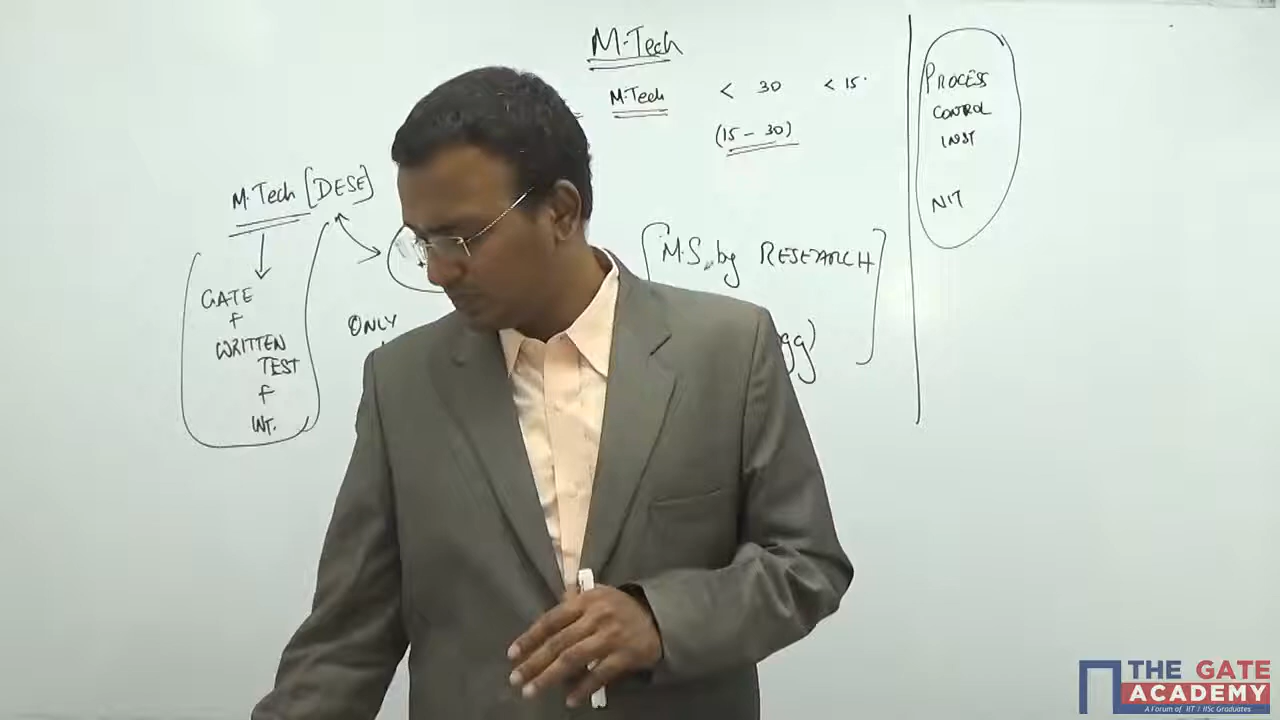 M.Tech
M.Tech < 30 < 15
(15 - 30)
M.Tech [DESE]
GATE
+
WRITTEN
TEST
+
INT.
ONLY
[M.S. by RESEARCH]
PROCESS
CONTROL
INST
NIT
THE GATE
ACADEMY
A Forum of IIT / IISc Graduates